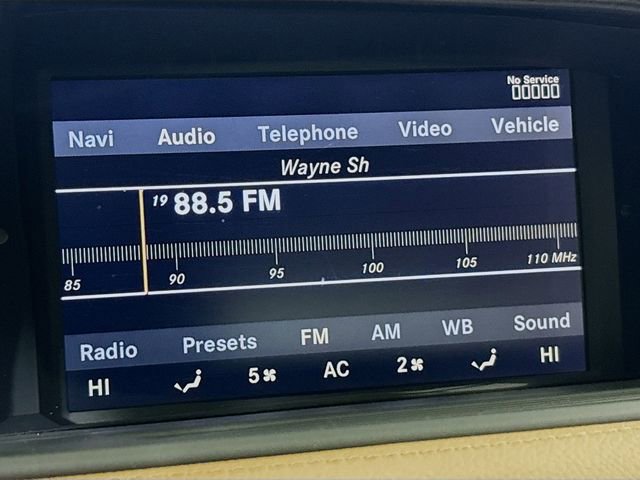 No Service
Navi Audio Telephone Video Vehicle
Wayne Sh
19 88.5 FM
85 90 95 100 105 110 MHz
Radio Presets FM AM WB Sound
HI 5 AC 2 HI